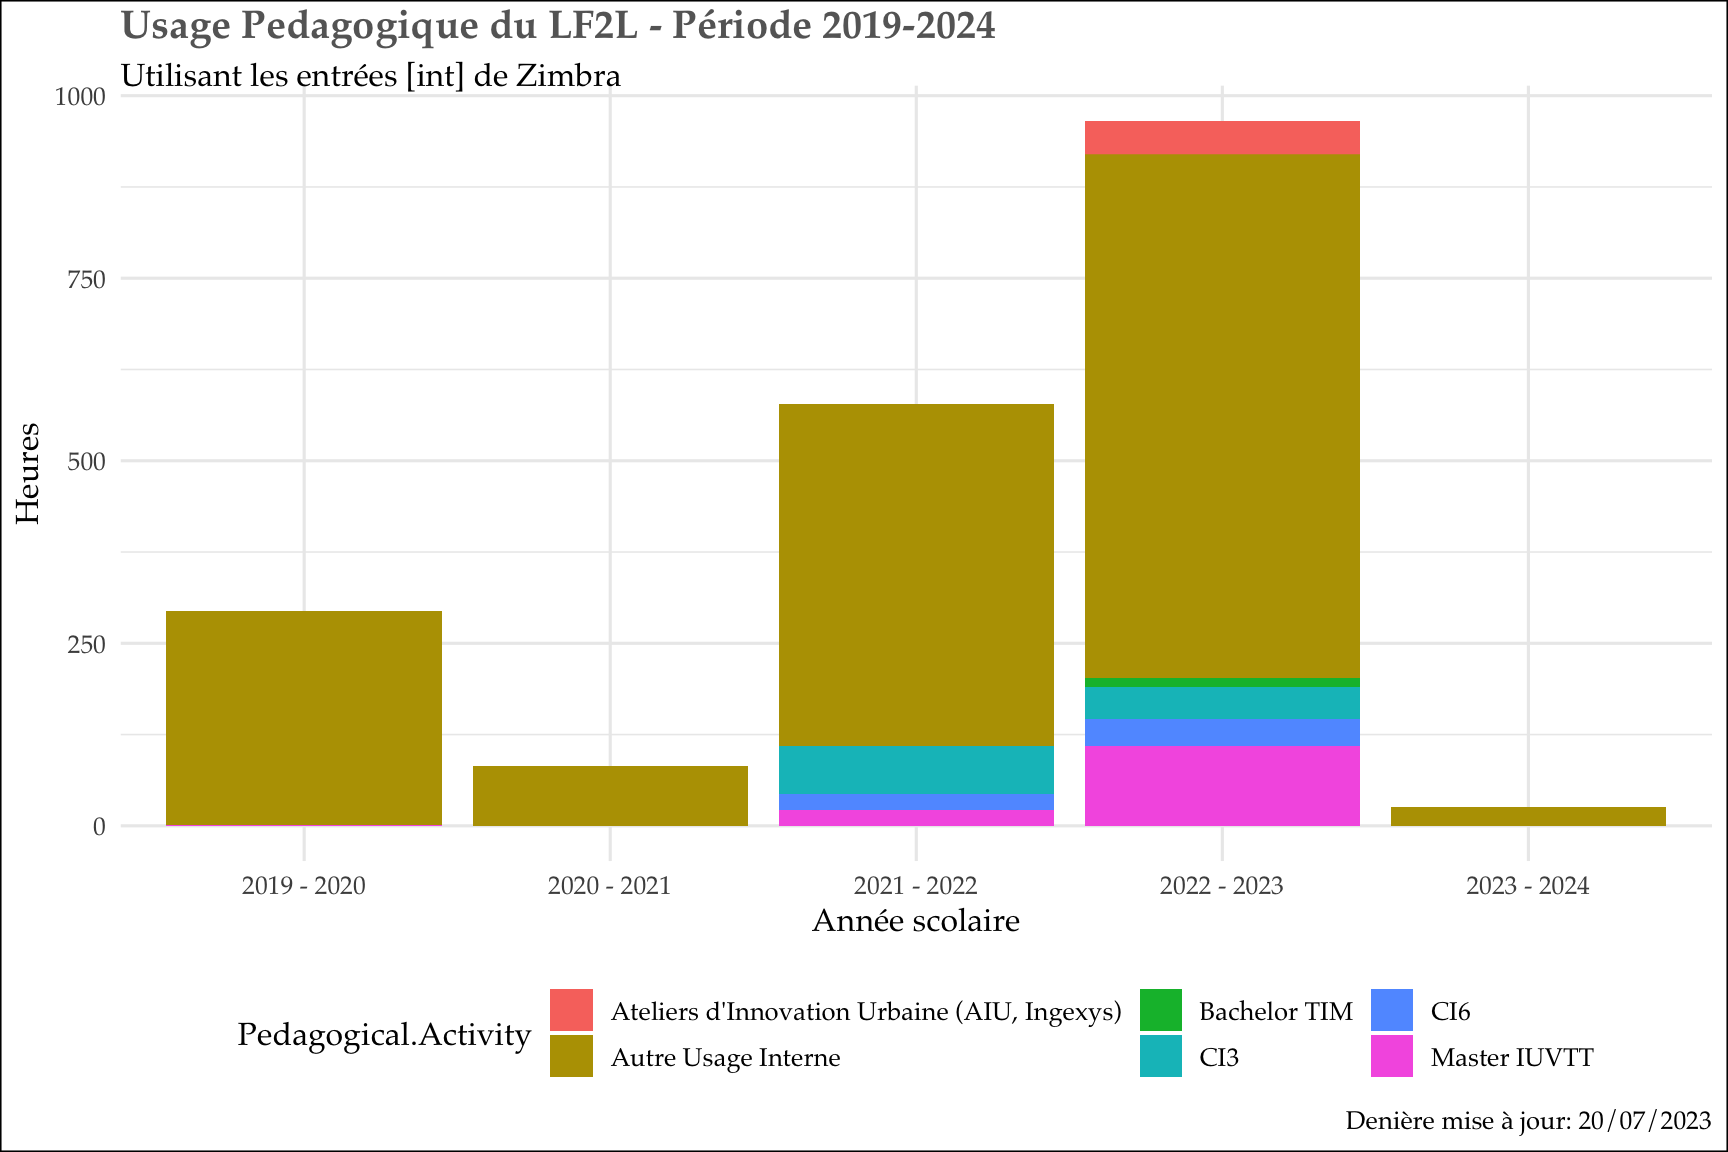 Usage Pedagogique du LF2L - Période 2019-2024
Utilisant les entrées [int] de Zimbra
1000
750
500
250
0
Heures
2019 - 2020
2020 - 2021
2021 - 2022
2022 - 2023
2023 - 2024
Année scolaire
Pedagogical.Activity
Ateliers d'Innovation Urbaine (AIU, Ingexys)
Autre Usage Interne
Bachelor TIM
CI3
CI6
Master IUVTT
Denière mise à jour: 20/07/2023